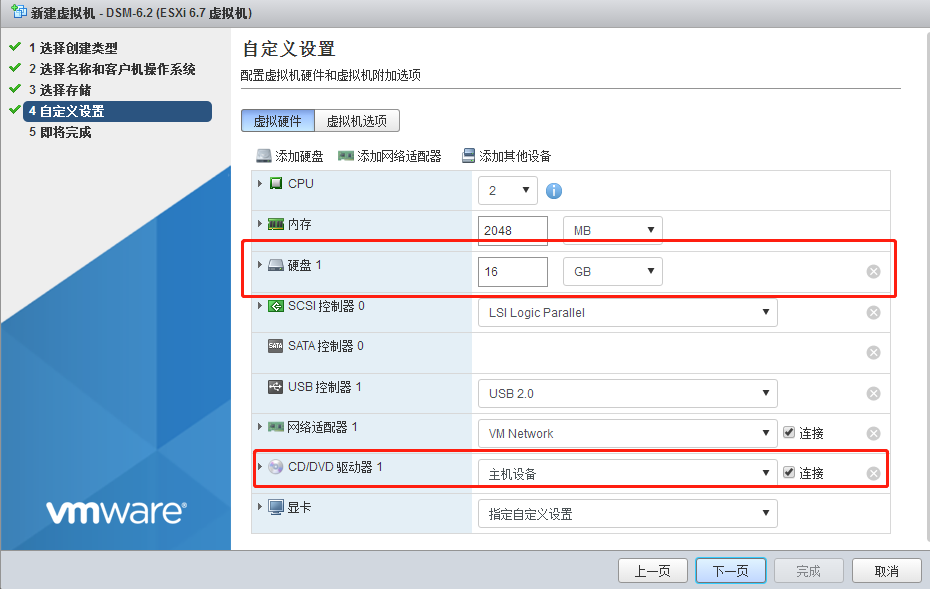 新建虚拟机 - DSM-6.2 (ESXi 6.7 虚拟机)
1 选择创建类型
2 选择名称和客户机操作系统
3 选择存储
4 自定义设置
5 即将完成
vmware®
自定义设置
配置虚拟机硬件和虚拟机附加选项
虚拟硬件 虚拟机选项
添加硬盘 添加网络适配器 添加其他设备
CPU 2
内存 2048 MB
硬盘 1 16 GB
SCSI 控制器 0 LSI Logic Parallel
SATA SATA 控制器 0
USB 控制器 1 USB 2.0
网络适配器 1 VM Network 连接
CD/DVD 驱动器 1 主机设备 连接
显卡 指定自定义设置
上一页 下一页 完成 取消